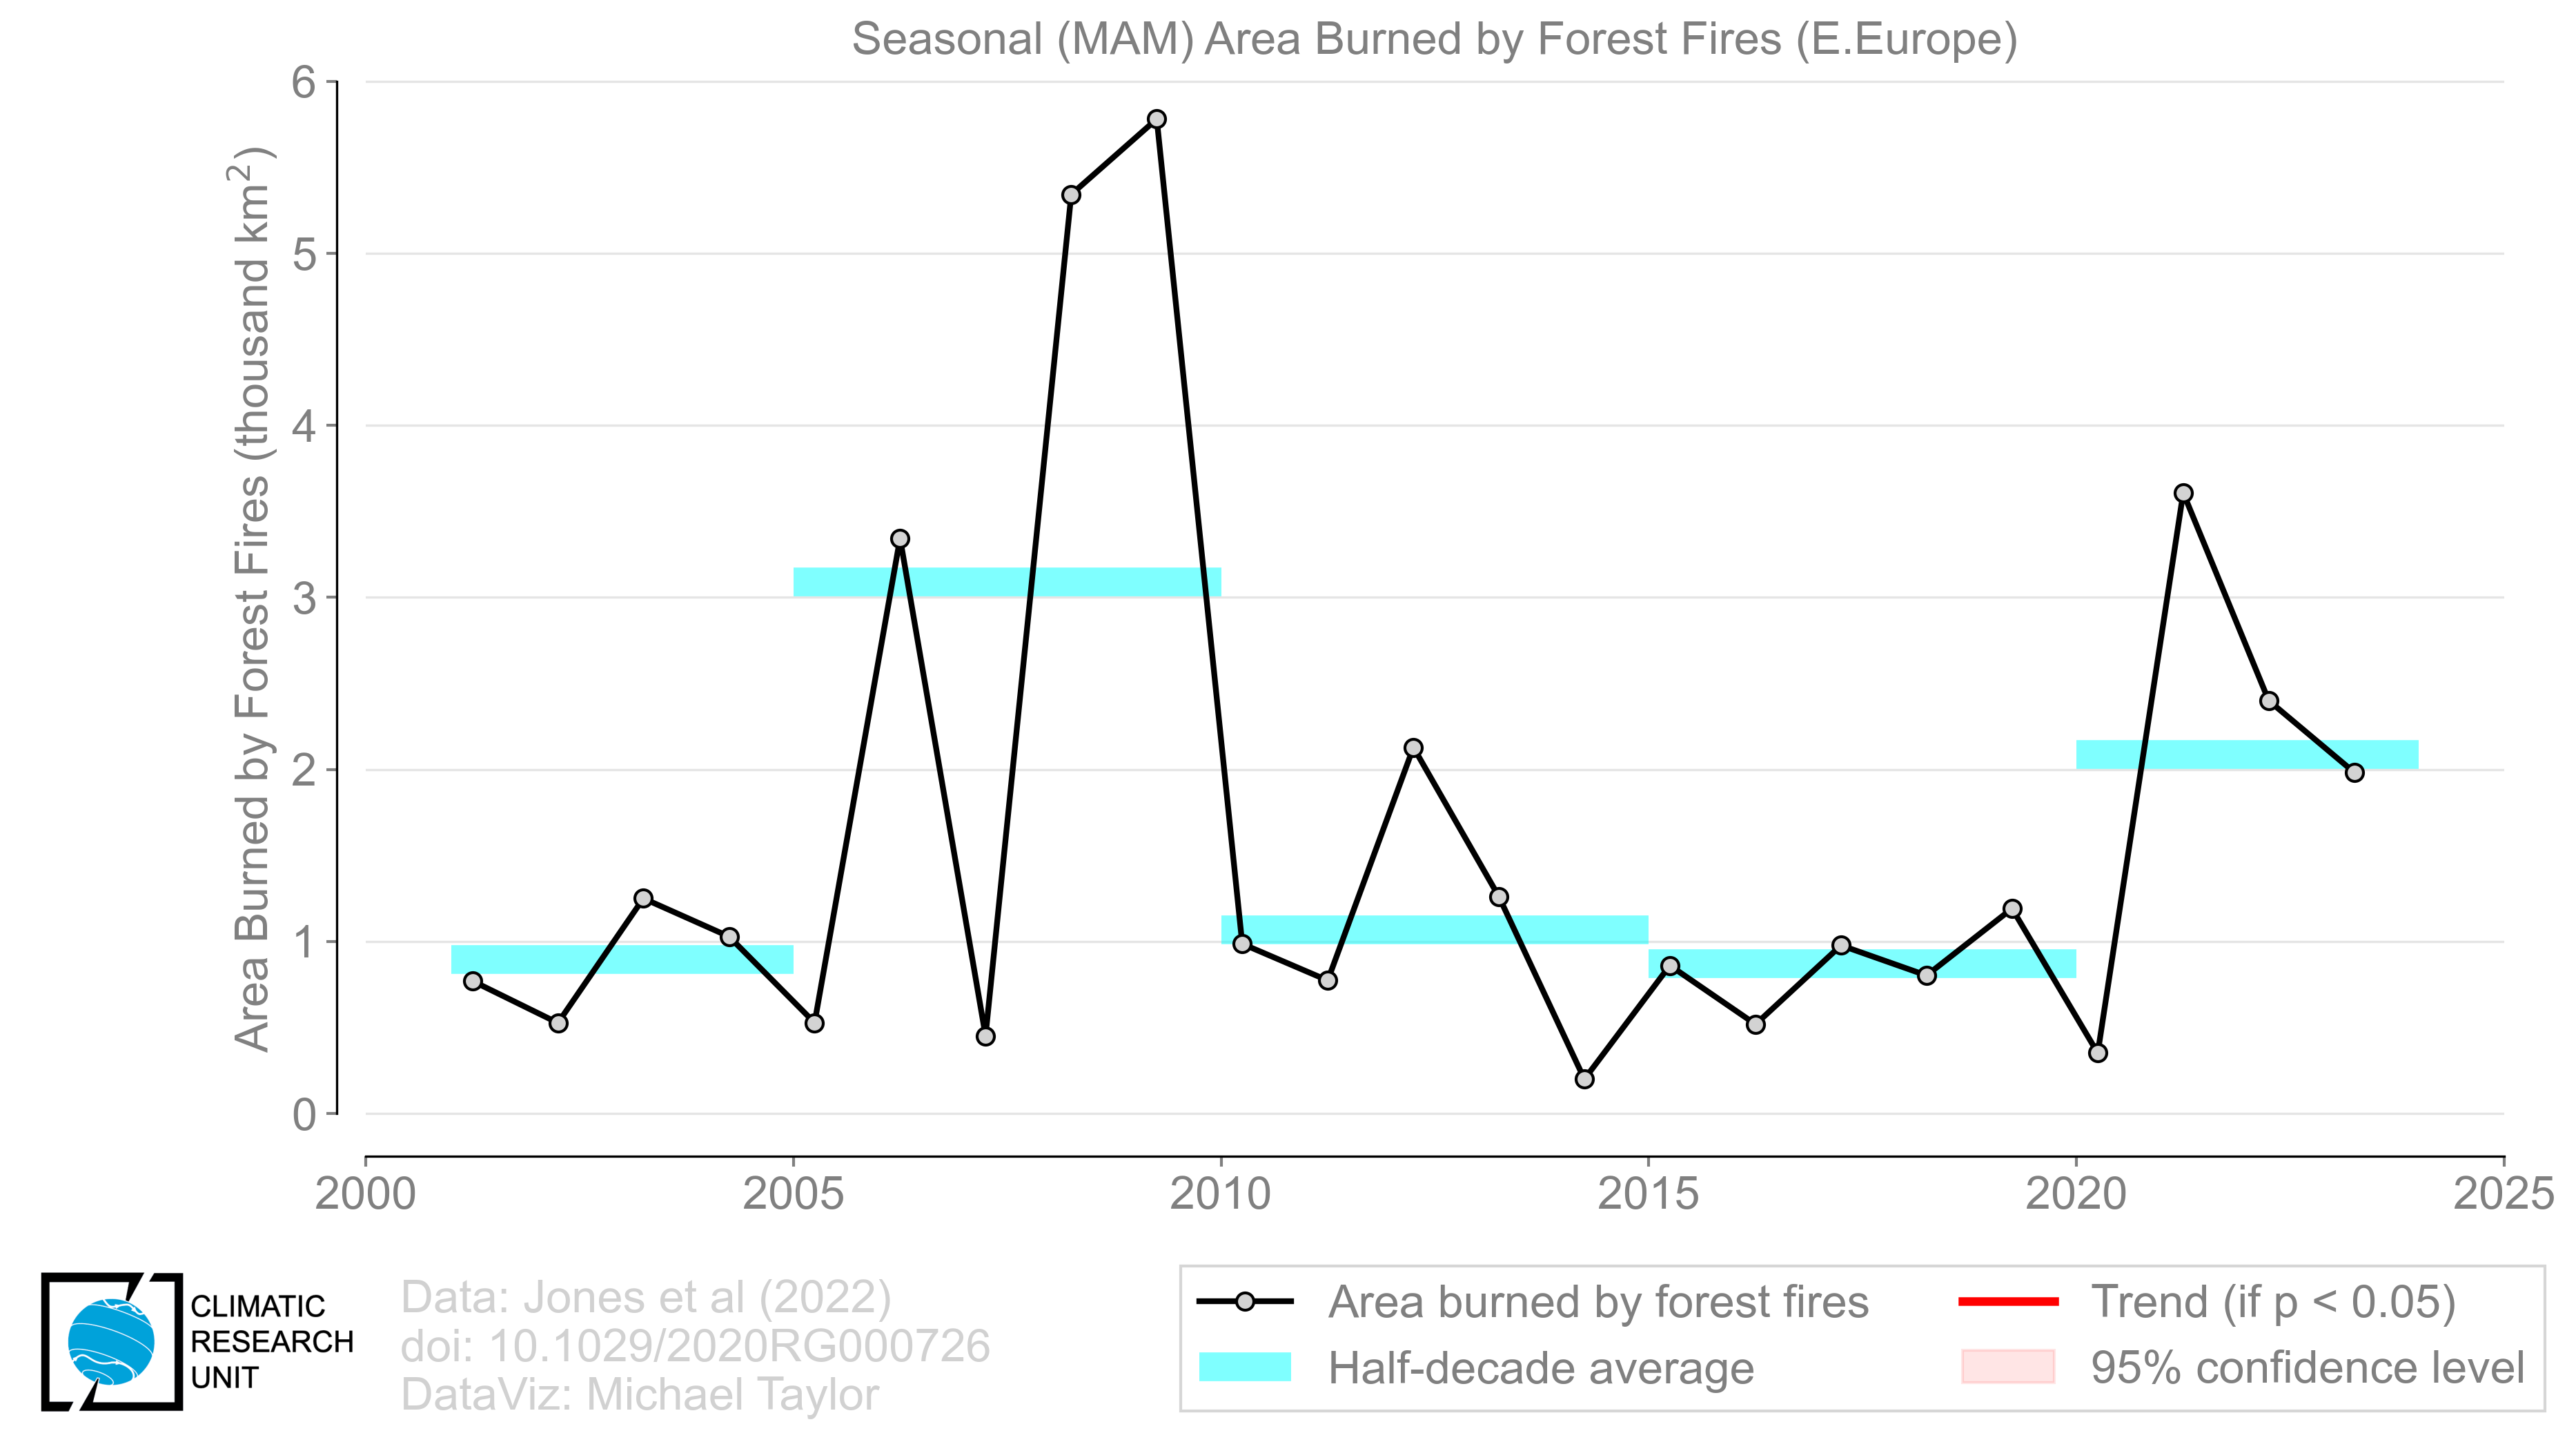 Seasonal (MAM) Area Burned by Forest Fires (E.Europe)
Area Burned by Forest Fires (thousand km²)
6
5
4
3
2
1
0
2000 2005 2010 2015 2020 2025
CLIMATIC
RESEARCH
UNIT
Data: Jones et al (2022)
doi: 10.1029/2020RG000726
DataViz: Michael Taylor
Area burned by forest fires
Half-decade average
Trend (if p < 0.05)
95% confidence level